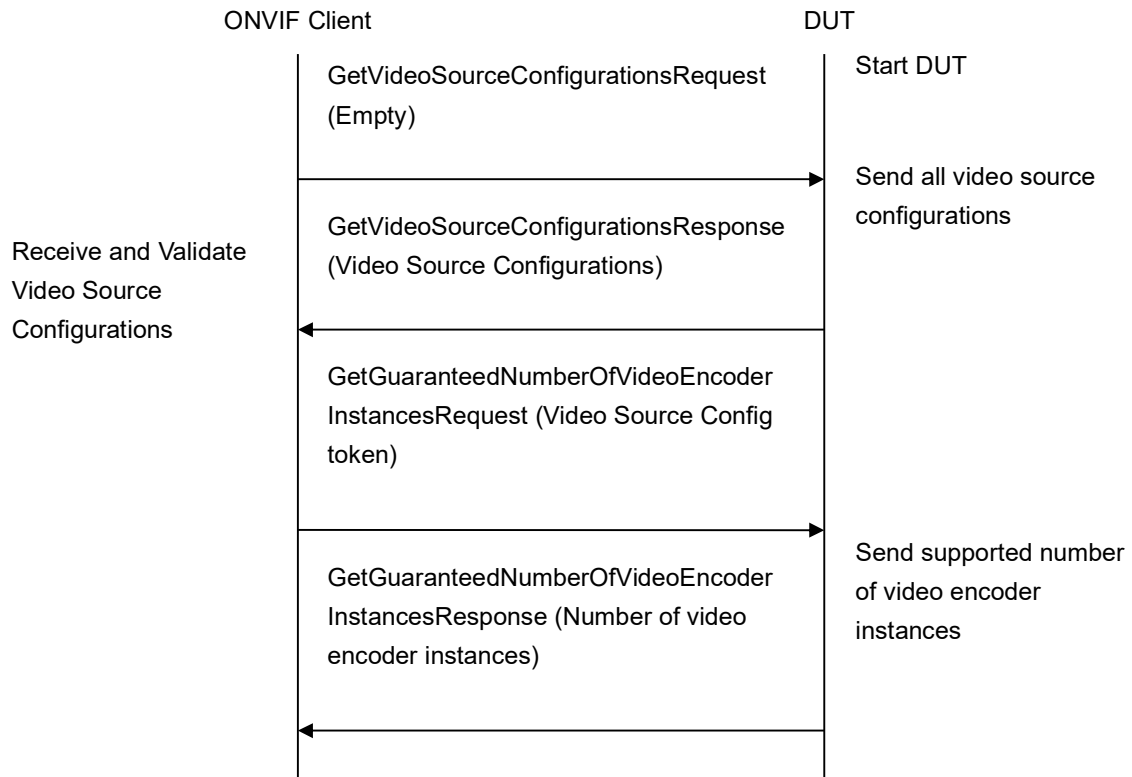 ONVIF Client
DUT
Start DUT
GetVideoSourceConfigurationsRequest
(Empty)
Send all video source
configurations
GetVideoSourceConfigurationsResponse
(Video Source Configurations)
Receive and Validate
Video Source
Configurations
GetGuaranteedNumberOfVideoEncoder
InstancesRequest (Video Source Config
token)
Send supported number
of video encoder
instances
GetGuaranteedNumberOfVideoEncoder
InstancesResponse (Number of video
encoder instances)